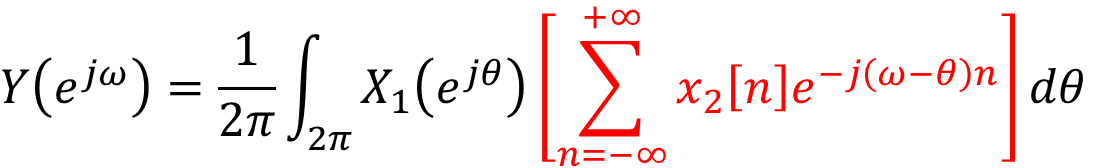 Y(e^{jω}) = \frac{1}{2π} ∫_{2π} X_1(e^{jθ}) [∑_{n=-∞}^{+∞} x_2[n]e^{-j(ω-θ)n}] dθ